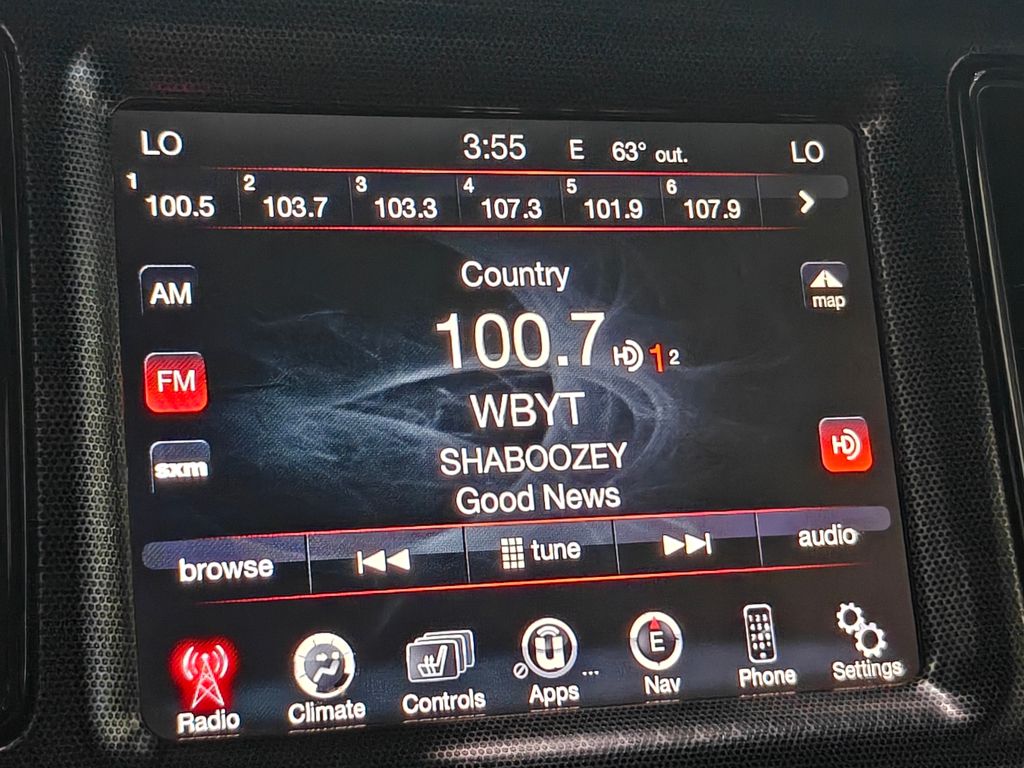 LO 3:55 E 63° out. LO
1 100.5 2 103.7 3 103.3 4 107.3 5 101.9 6 107.9
Country
AM
map
100.7 HD 1 2
FM
WBYT
HD
SHABOOZEY
sxm
Good News
browse tune audio
E
Radio Climate Controls Apps ... Nav Phone Settings